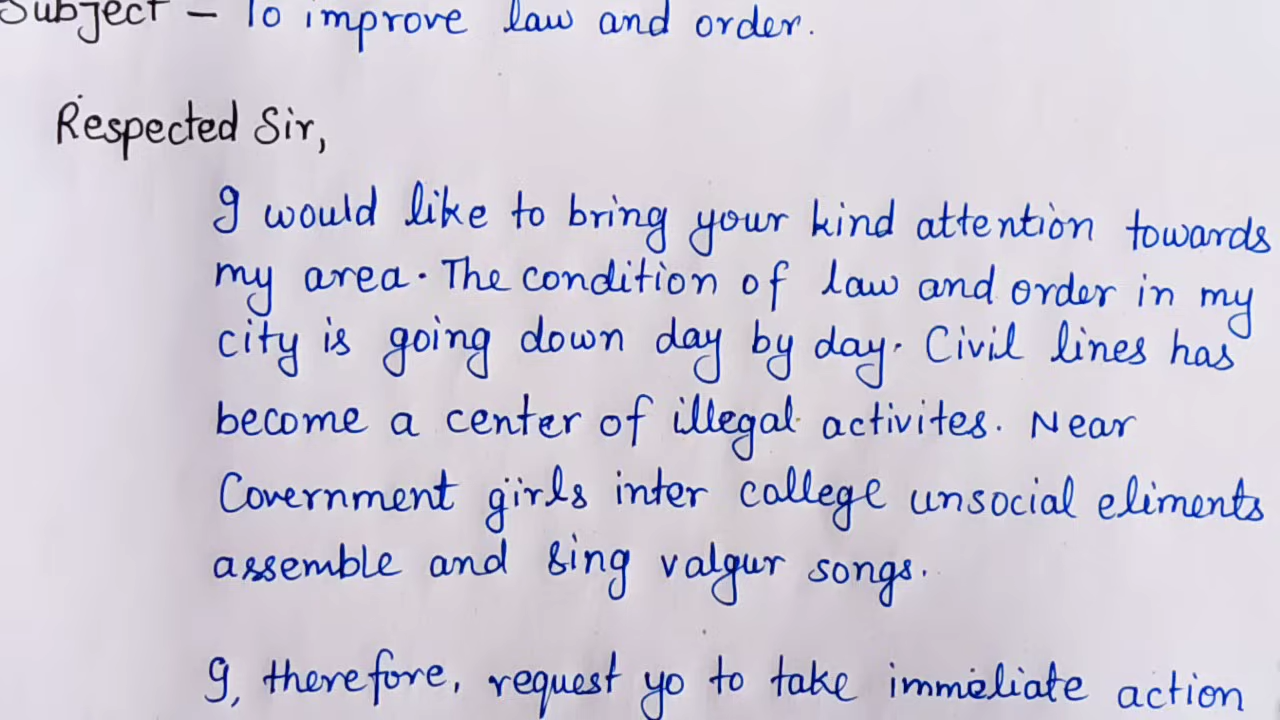 Subject – To improve law and order.
Respected Sir,
I would like to bring your kind attention towards
my area. The condition of law and order in my
city is going down day by day. Civil lines has
become a center of illegal activites. Near
Covernment girls inter college unsocial eliments
assemble and sing valgur songs.
I, therefore, request yo to take immediate action